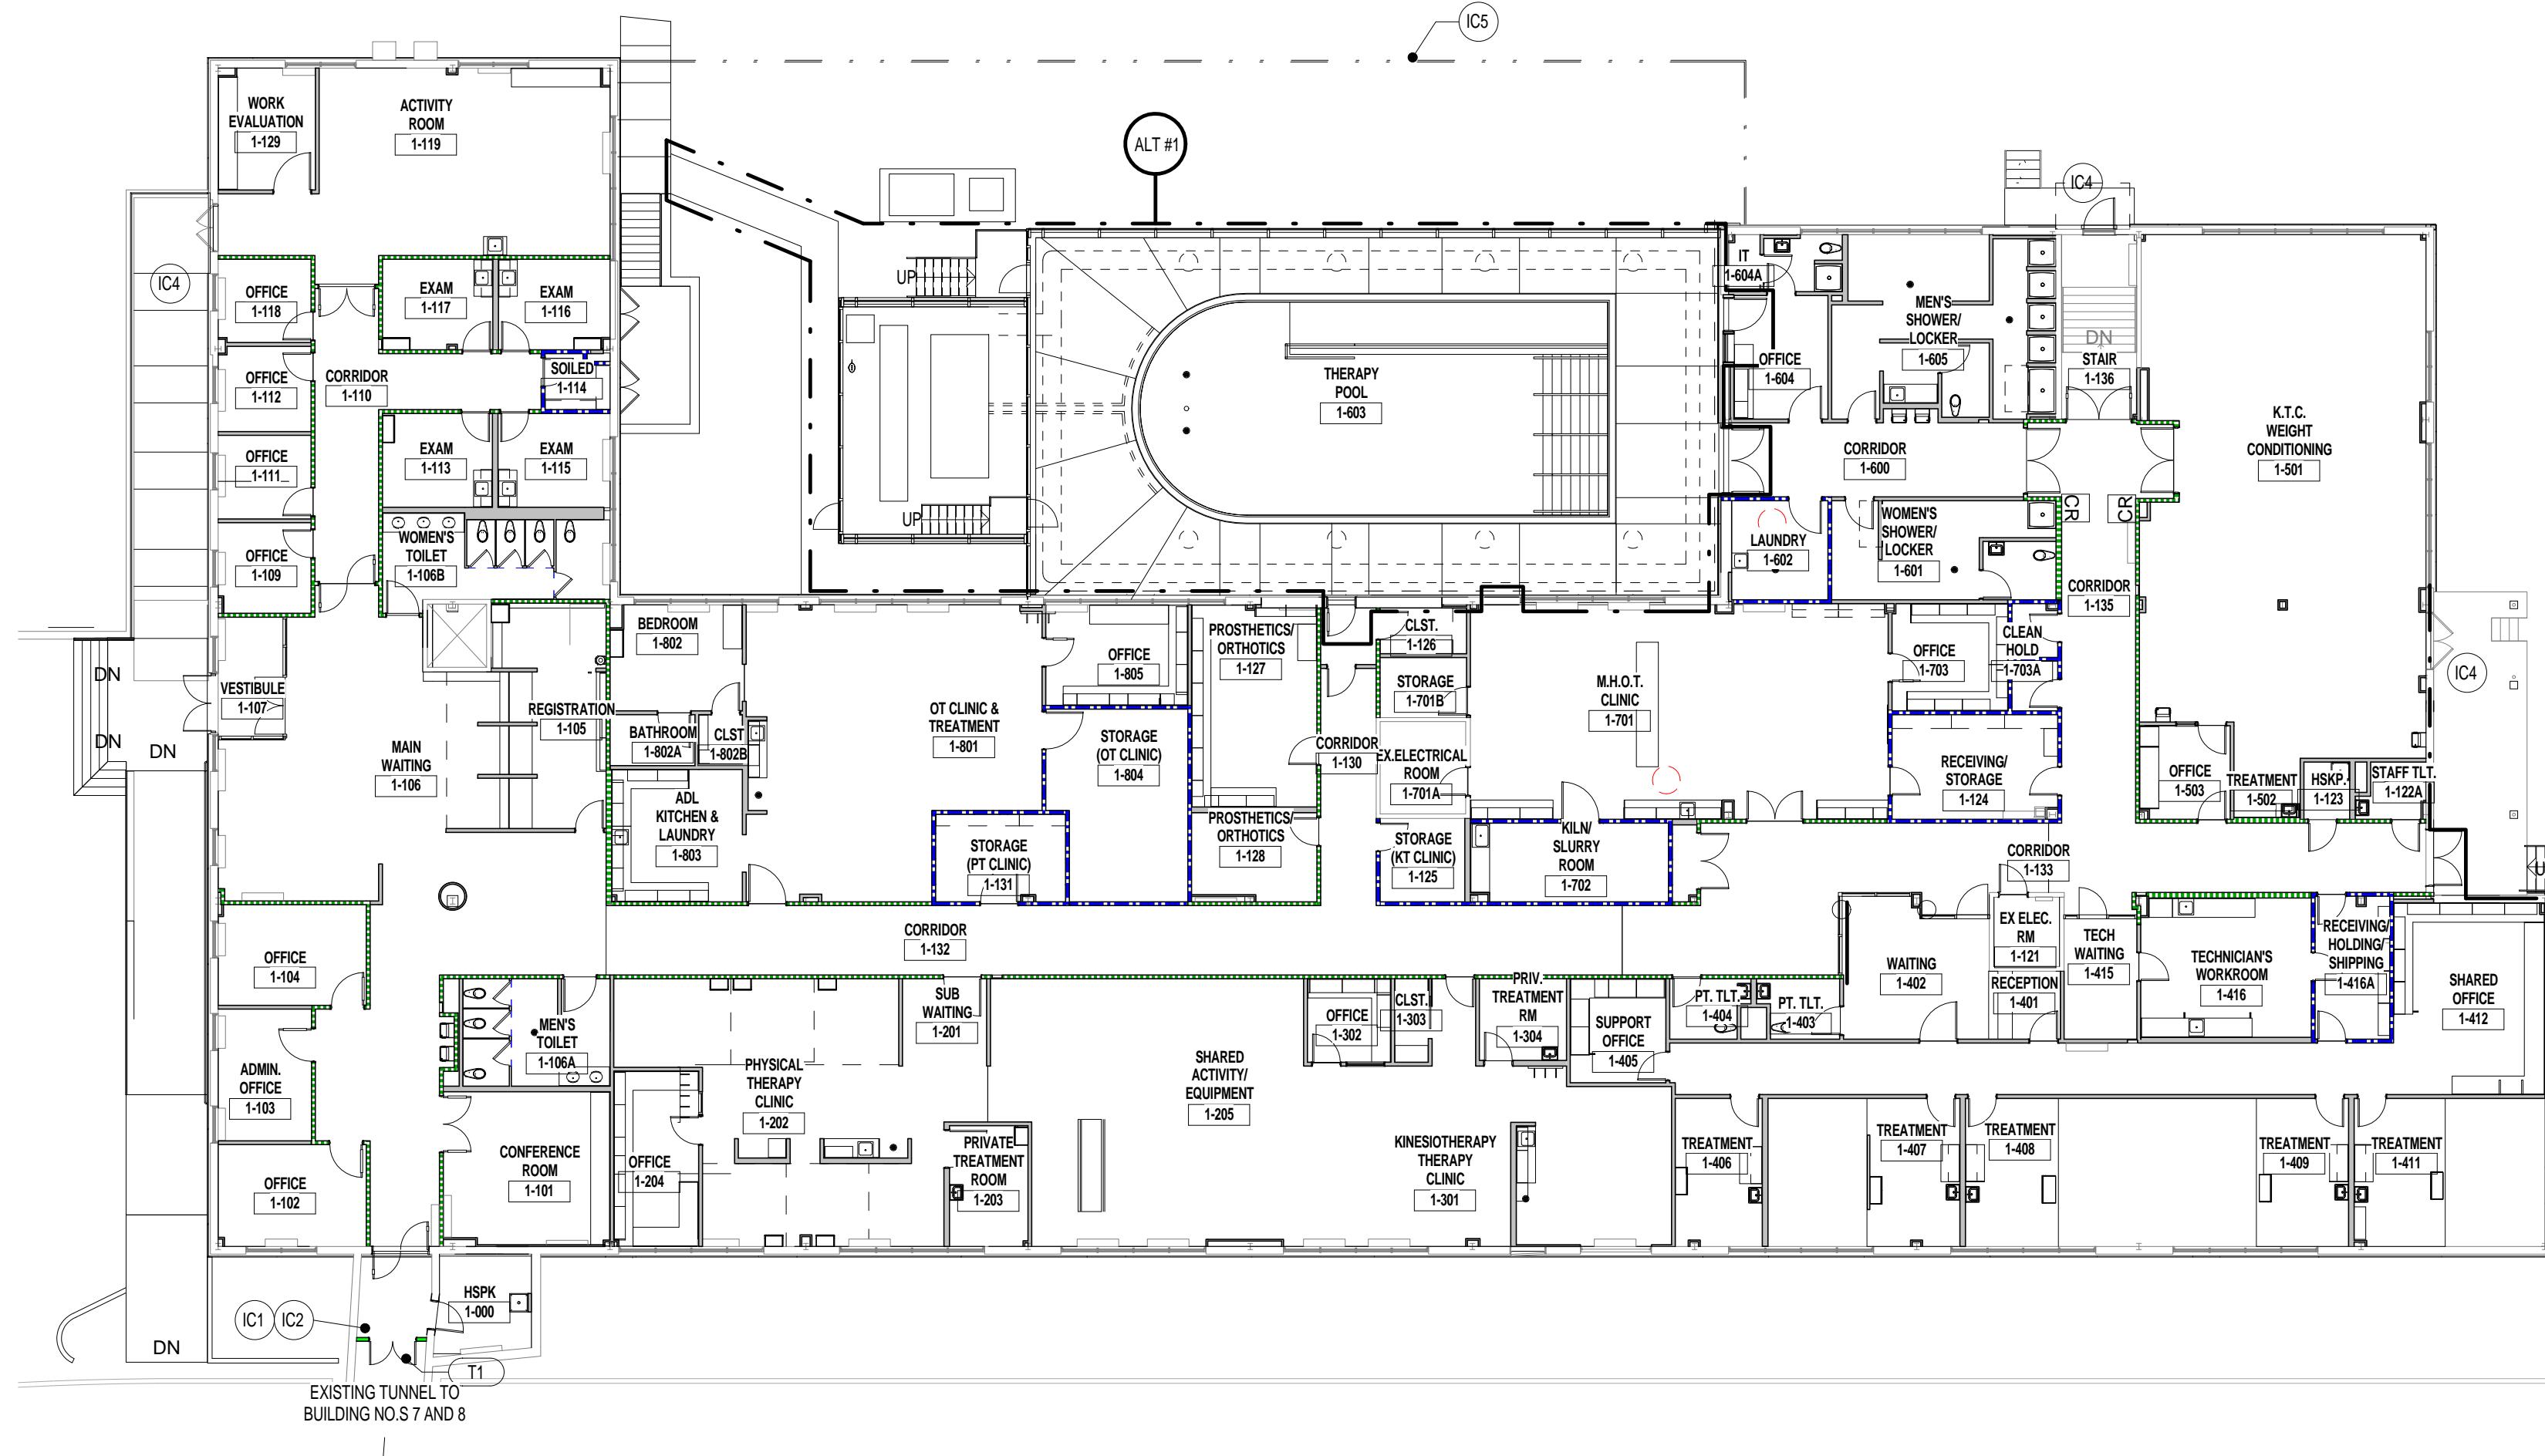 IC5
ALT #1
WORK
EVALUATION
1-129
ACTIVITY
ROOM
1-119
IC4
IC4
OFFICE
1-118
EXAM
1-117
EXAM
1-116
UP
IT
1-604A
MEN'S
SHOWER/
LOCKER
1-605
DN
STAIR
1-136
OFFICE
1-112
CORRIDOR
1-110
SOILED
1-114
THERAPY
POOL
1-603
OFFICE
1-604
K.T.C.
WEIGHT
CONDITIONING
1-501
OFFICE
1-111
EXAM
1-113
EXAM
1-115
CORRIDOR
1-600
UP
CR
CR
OFFICE
1-109
WOMEN'S
TOILET
1-106B
LAUNDRY
1-602
WOMEN'S
SHOWER/
LOCKER
1-601
CORRIDOR
1-135
BEDROOM
1-802
OFFICE
1-805
PROSTHETICS/
ORTHOTICS
1-127
CLST.
1-126
STORAGE
1-701B
M.H.O.T.
CLINIC
1-701
OFFICE
1-703
CLEAN
HOLD
1-703A
IC4
DN
DN
DN
VESTIBULE
1-107
REGISTRATION
1-105
MAIN
WAITING
1-106
BATHROOM
1-802A
CLST
1-802B
OT CLINIC &
TREATMENT
1-801
STORAGE
(OT CLINIC)
1-804
CORRIDOR
1-130
EX.ELECTRICAL
ROOM
1-701A
RECEIVING/
STORAGE
1-124
OFFICE
1-503
TREATMENT
1-502
HSKP.
1-123
STAFF TLT.
1-122A
ADL
KITCHEN &
LAUNDRY
1-803
STORAGE
(PT CLINIC)
1-131
PROSTHETICS/
ORTHOTICS
1-128
STORAGE
(KT CLINIC)
1-125
KILN/
SLURRY
ROOM
1-702
CORRIDOR
1-133
OFFICE
1-104
CORRIDOR
1-132
WAITING
1-402
EX ELEC.
RM
1-121
RECEPTION
1-401
TECH
WAITING
1-415
TECHNICIAN'S
WORKROOM
1-416
RECEIVING/
HOLDING/
SHIPPING
1-416A
SHARED
OFFICE
1-412
ADMIN.
OFFICE
1-103
MEN'S
TOILET
1-106A
SUB
WAITING
1-201
PHYSICAL
THERAPY
CLINIC
1-202
SHARED
ACTIVITY/
EQUIPMENT
1-205
OFFICE
1-302
CLST.
1-303
PRIV.
TREATMENT
RM
1-304
SUPPORT
OFFICE
1-405
PT. TLT.
1-404
PT. TLT.
1-403
OFFICE
1-102
CONFERENCE
ROOM
1-101
OFFICE
1-204
PRIVATE
TREATMENT
ROOM
1-203
KINESIOTHERAPY
THERAPY
CLINIC
1-301
TREATMENT
1-406
TREATMENT
1-407
TREATMENT
1-408
TREATMENT
1-409
TREATMENT
1-411
HSPK
1-000
IC1
IC2
DN
T1
EXISTING TUNNEL TO
BUILDING NO.S 7 AND 8